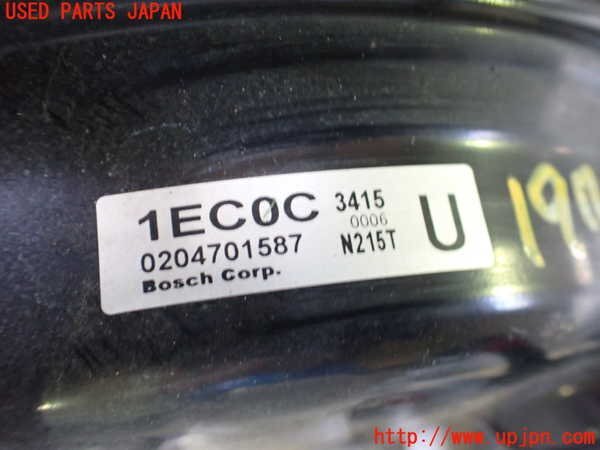 USED PARTS JAPAN
1EC0C 3415
0006
0204701587 N215T U
Bosch Corp.
http://www.upjpn.com/